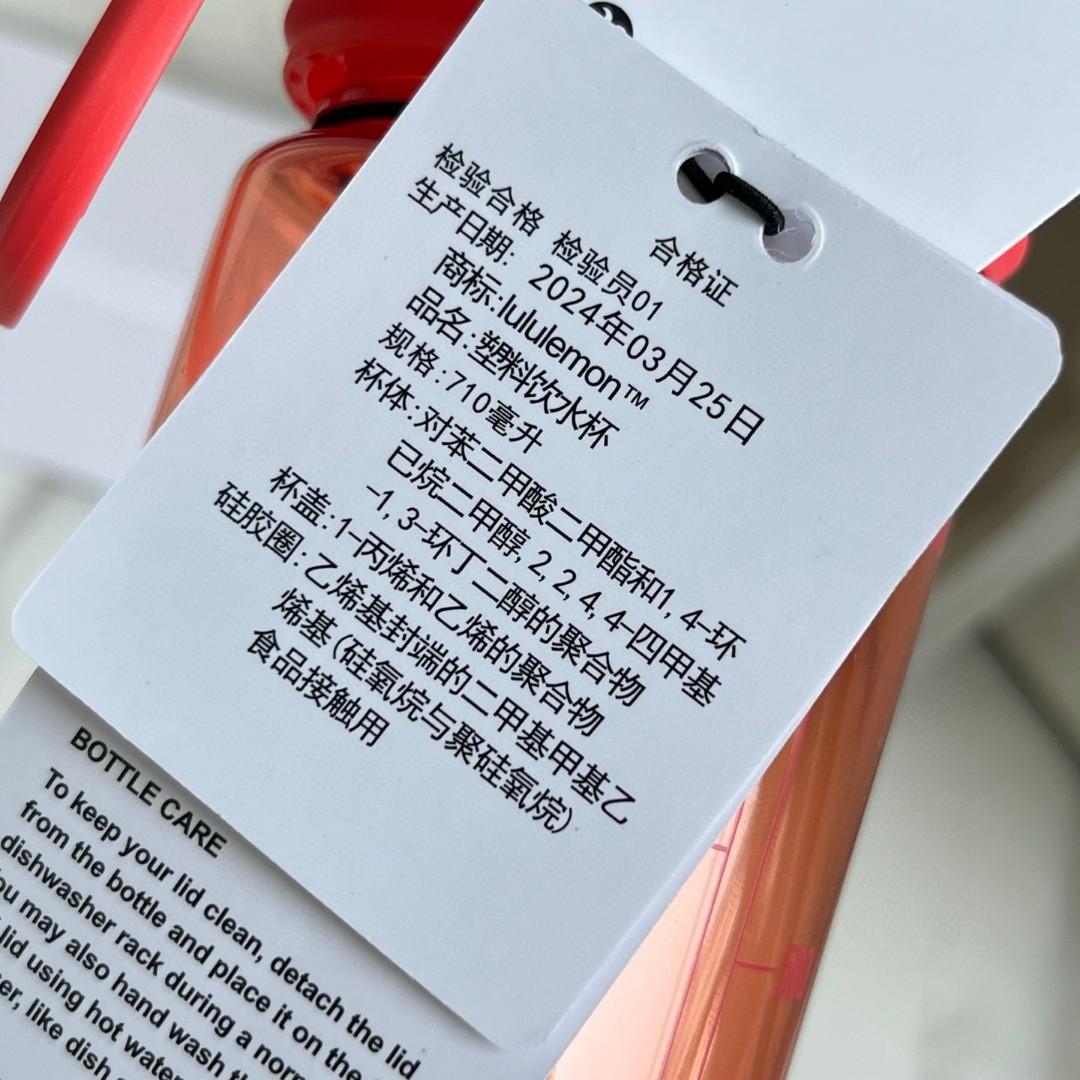 合格证
检验合格 检验员01
生产日期: 2024年03月25日
商标:lululemon™
品名:塑料饮水杯
规格:710毫升
杯体:对苯二甲酸二甲酯和1, 4-环
已烷二甲醇, 2, 2, 4, 4-四甲基
-1, 3-环丁二醇的聚合物
杯盖:1-丙烯和乙烯的聚合物
硅胶圈:乙烯基封端的二甲基甲基乙
烯基(硅氧烷与聚硅氧烷)
食品接触用
BOTTLE CARE
To keep your lid clean, detach the lid
from the bottle and place it on the
dishwasher rack during a
may also hand wash
lid using hot water
like dish